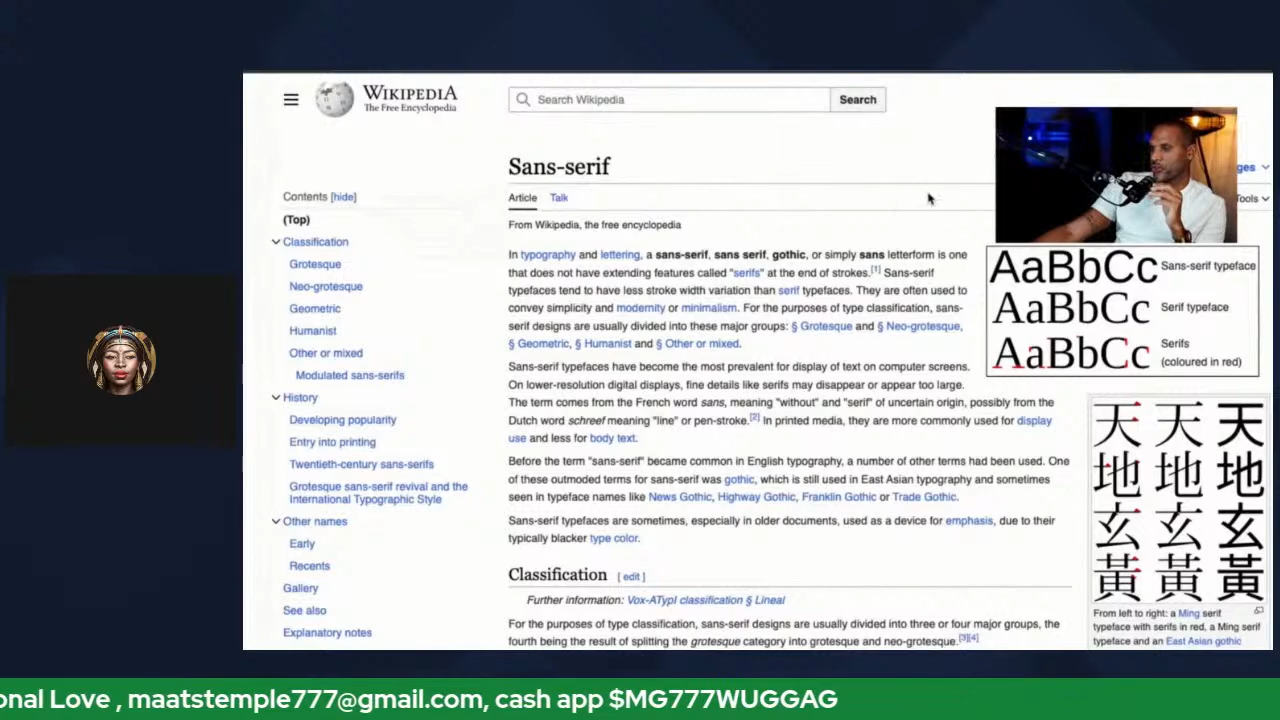 WIKIPEDIA
The Free Encyclopedia
Search Wikipedia
Search
Sans-serif
ges
Article Talk
Tools
From Wikipedia, the free encyclopedia
Contents [hide]
(Top)
Classification
Grotesque
Neo-grotesque
Geometric
Humanist
Other or mixed
Modulated sans-serifs
History
Developing popularity
Entry into printing
Twentieth-century sans-serifs
Grotesque sans-serif revival and the
International Typographic Style
Other names
Early
Recents
Gallery
See also
Explanatory notes
In typography and lettering, a sans-serif, sans serif, gothic, or simply sans letterform is one
that does not have extending features called "serifs" at the end of strokes.[1] Sans-serif
typefaces tend to have less stroke width variation than serif typefaces. They are often used to
convey simplicity and modernity or minimalism. For the purposes of type classification, sans-
serif designs are usually divided into these major groups: § Grotesque and § Neo-grotesque,
§ Geometric, § Humanist and § Other or mixed.
Sans-serif typefaces have become the most prevalent for display of text on computer screens.
On lower-resolution digital displays, fine details like serifs may disappear or appear too large.
The term comes from the French word sans, meaning "without" and "serif" of uncertain origin, possibly from the
Dutch word schreef meaning "line" or pen-stroke.[2] In printed media, they are more commonly used for display
use and less for body text.
Before the term "sans-serif" became common in English typography, a number of other terms had been used. One
of these outmoded terms for sans-serif was gothic, which is still used in East Asian typography and sometimes
seen in typeface names like News Gothic, Highway Gothic, Franklin Gothic or Trade Gothic.
Sans-serif typefaces are sometimes, especially in older documents, used as a device for emphasis, due to their
typically blacker type color.
Classification [ edit ]
Further information: Vox-ATypI classification § Lineal
For the purposes of type classification, sans-serif designs are usually divided into three or four major groups, the
fourth being the result of splitting the grotesque category into grotesque and neo-grotesque.[3][4]
AaBbCc Sans-serif typeface
AaBbCc Serif typeface
AaBbCc Serifs
(coloured in red)
天 天 天
地 地 地
玄 玄 玄
黃 黃 黃
From left to right: a Ming serif
typeface with serifs in red, a Ming serif
typeface and an East Asian gothic
onal Love , maatstemple777@gmail.com, cash app $MG777WUGGAG